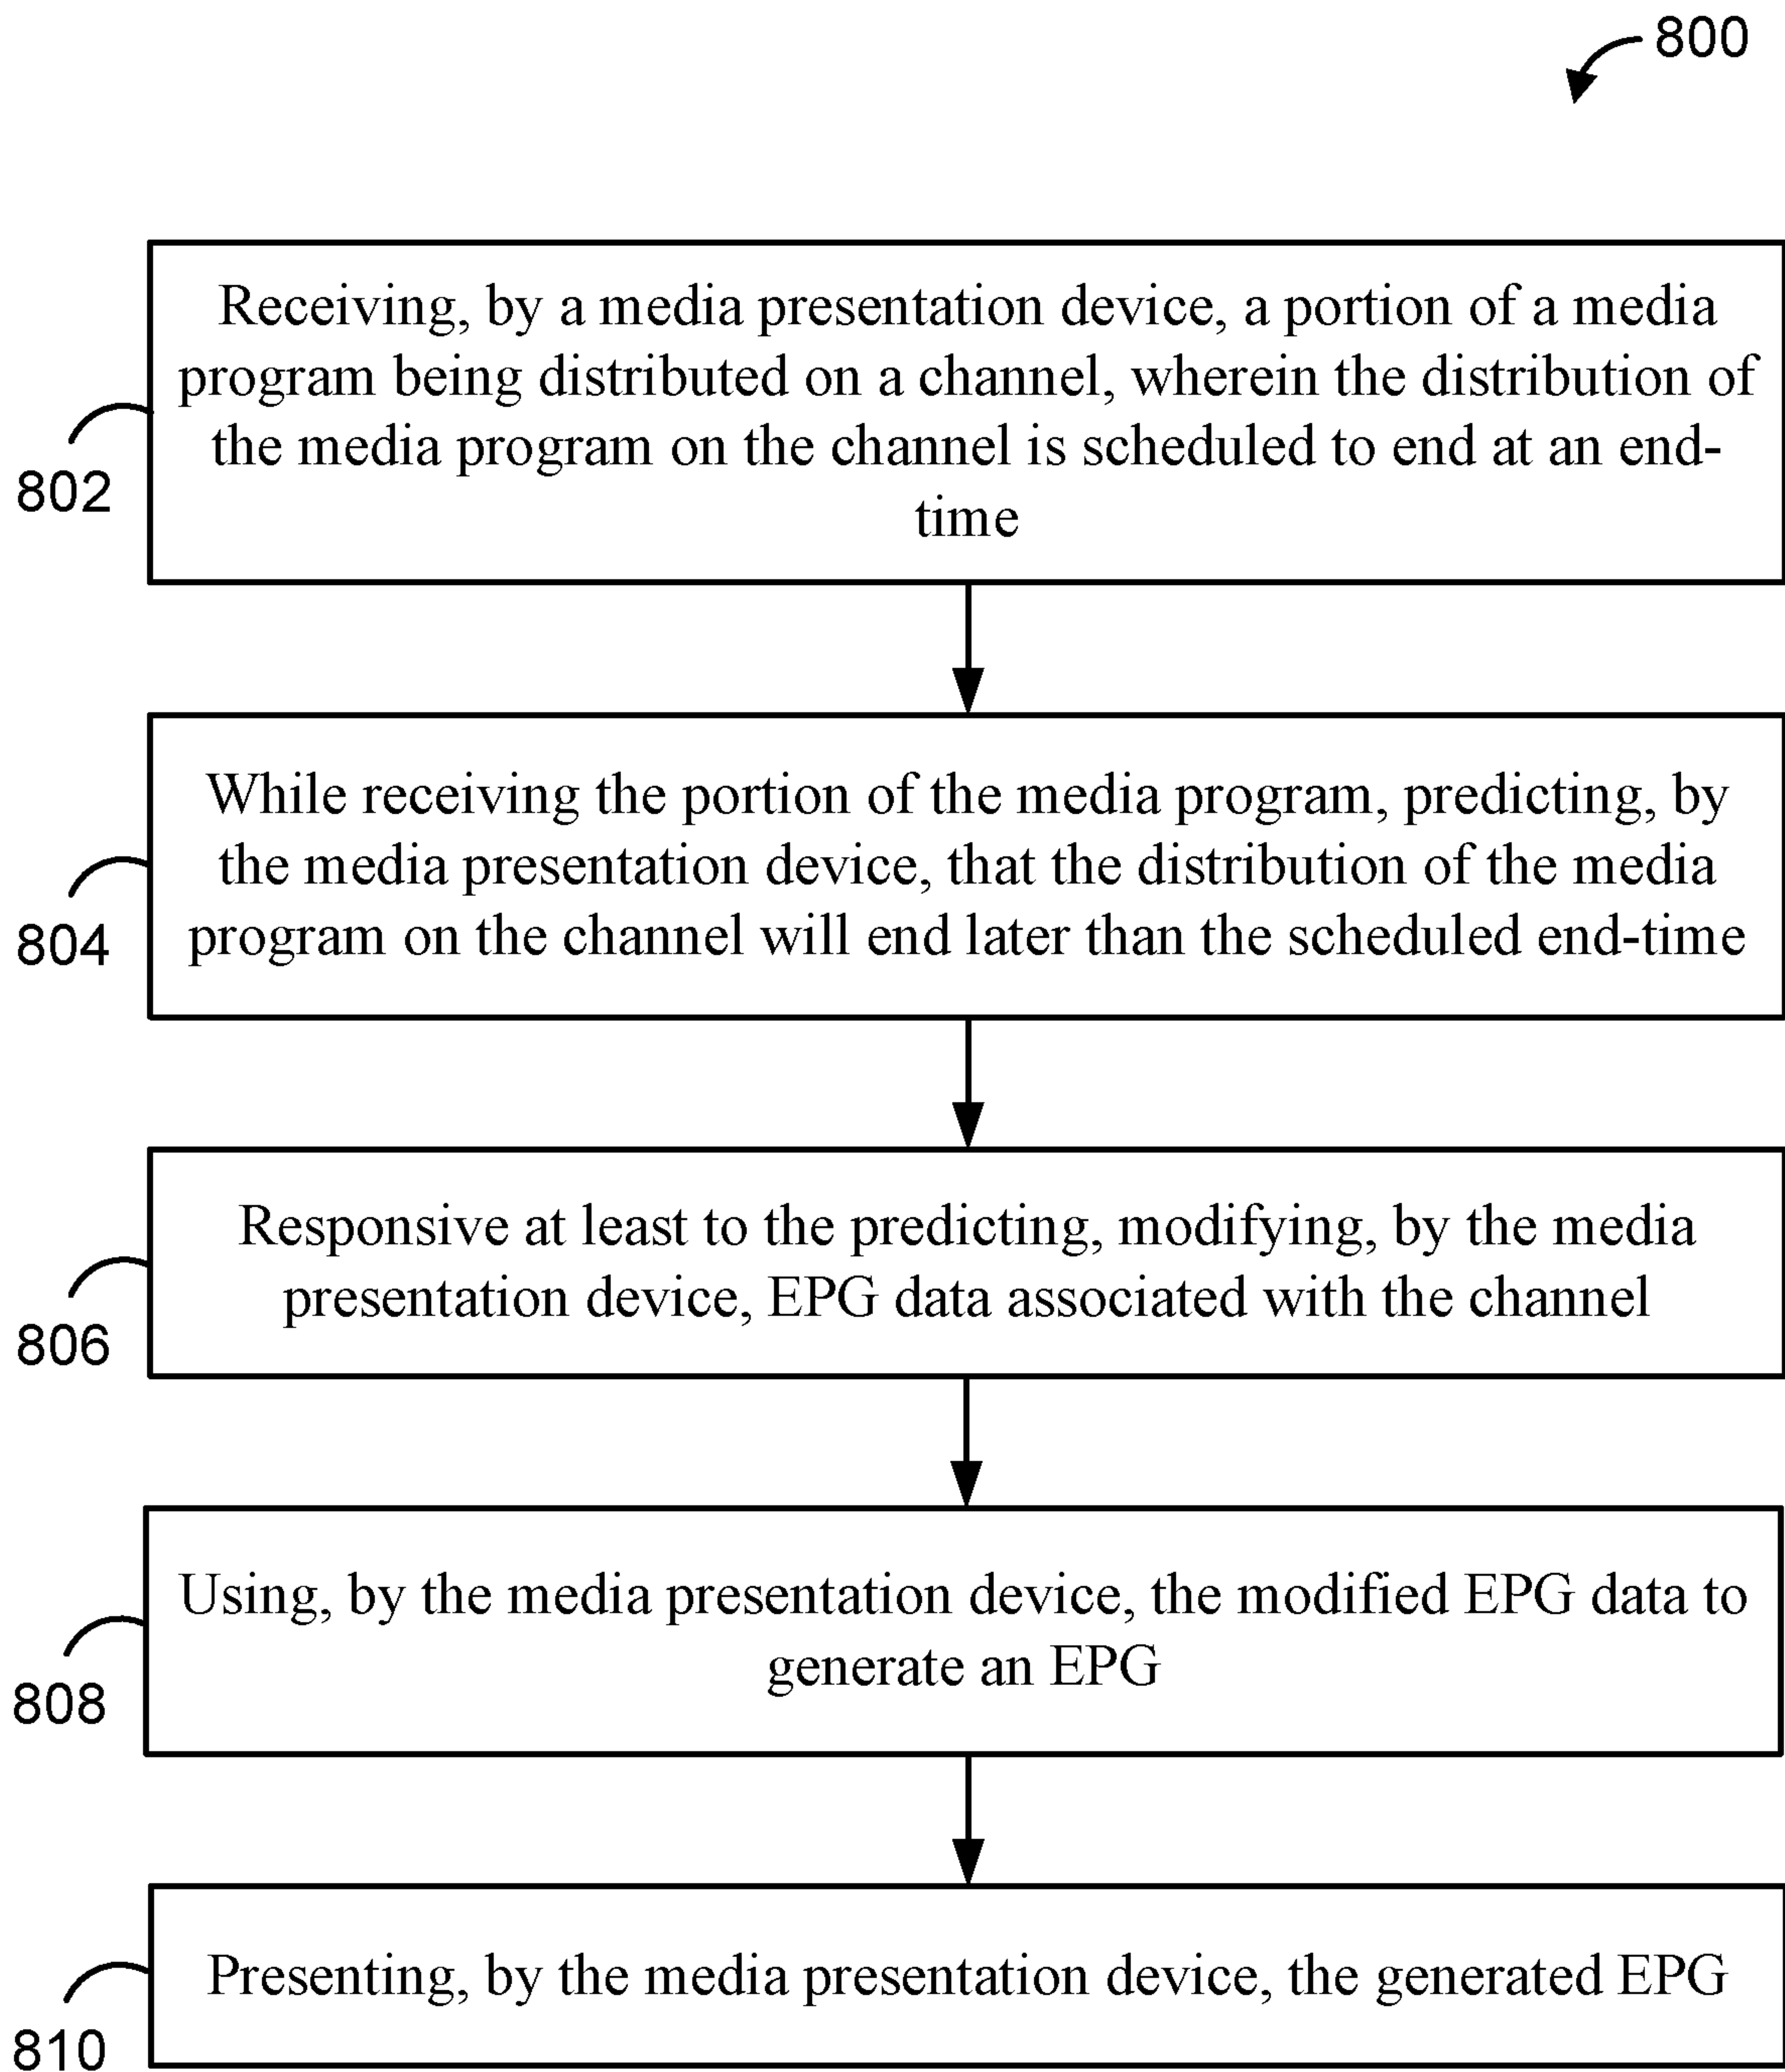 800
Receiving, by a media presentation device, a portion of a media
program being distributed on a channel, wherein the distribution of
the media program on the channel is scheduled to end at an end-
time
802
While receiving the portion of the media program, predicting, by
the media presentation device, that the distribution of the media
program on the channel will end later than the scheduled end-time
804
Responsive at least to the predicting, modifying, by the media
presentation device, EPG data associated with the channel
806
Using, by the media presentation device, the modified EPG data to
generate an EPG
808
Presenting, by the media presentation device, the generated EPG
810